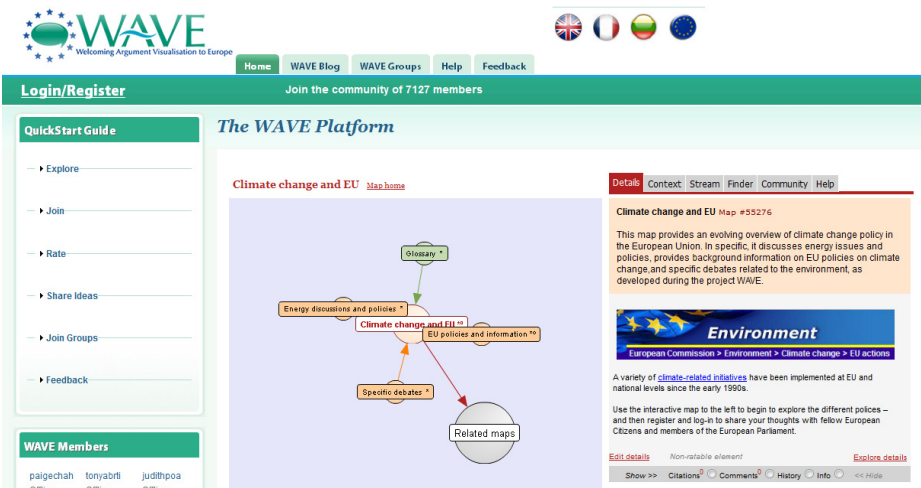 WAVE
Welcoming Argument Visualisation to Europe
Home WAVE Blog WAVE Groups Help Feedback
Login/Register
Join the community of 7127 members
QuickStart Guide
Explore
Join
Rate
Share Ideas
Join Groups
Feedback
WAVE Members
paigechah tonyabrti judithpoa
The WAVE Platform
Climate change and EU Map home
Glossary *
Energy discussions and policies *
Climate change and EU *°
EU policies and information *°
Specific debates *
Related maps
Details Context Stream Finder Community Help
Climate change and EU Map #55276
This map provides an evolving overview of climate change policy in
the European Union. In specific, it discusses energy issues and
policies, provides background information on EU policies on climate
change,and specific debates related to the environment, as
developed during the project WAVE.
Environment
European Commission > Environment > Climate change > EU actions
A variety of climate-related initiatives have been implemented at EU and
national levels since the early 1990s.
Use the interactive map to the left to begin to explore the different polices –
and then register and log-in to share your thoughts with fellow European
Citizens and members of the European Parliament.
Edit details Non-ratable element Explore details
Show >> Citations0 Comments0 History Info << Hide